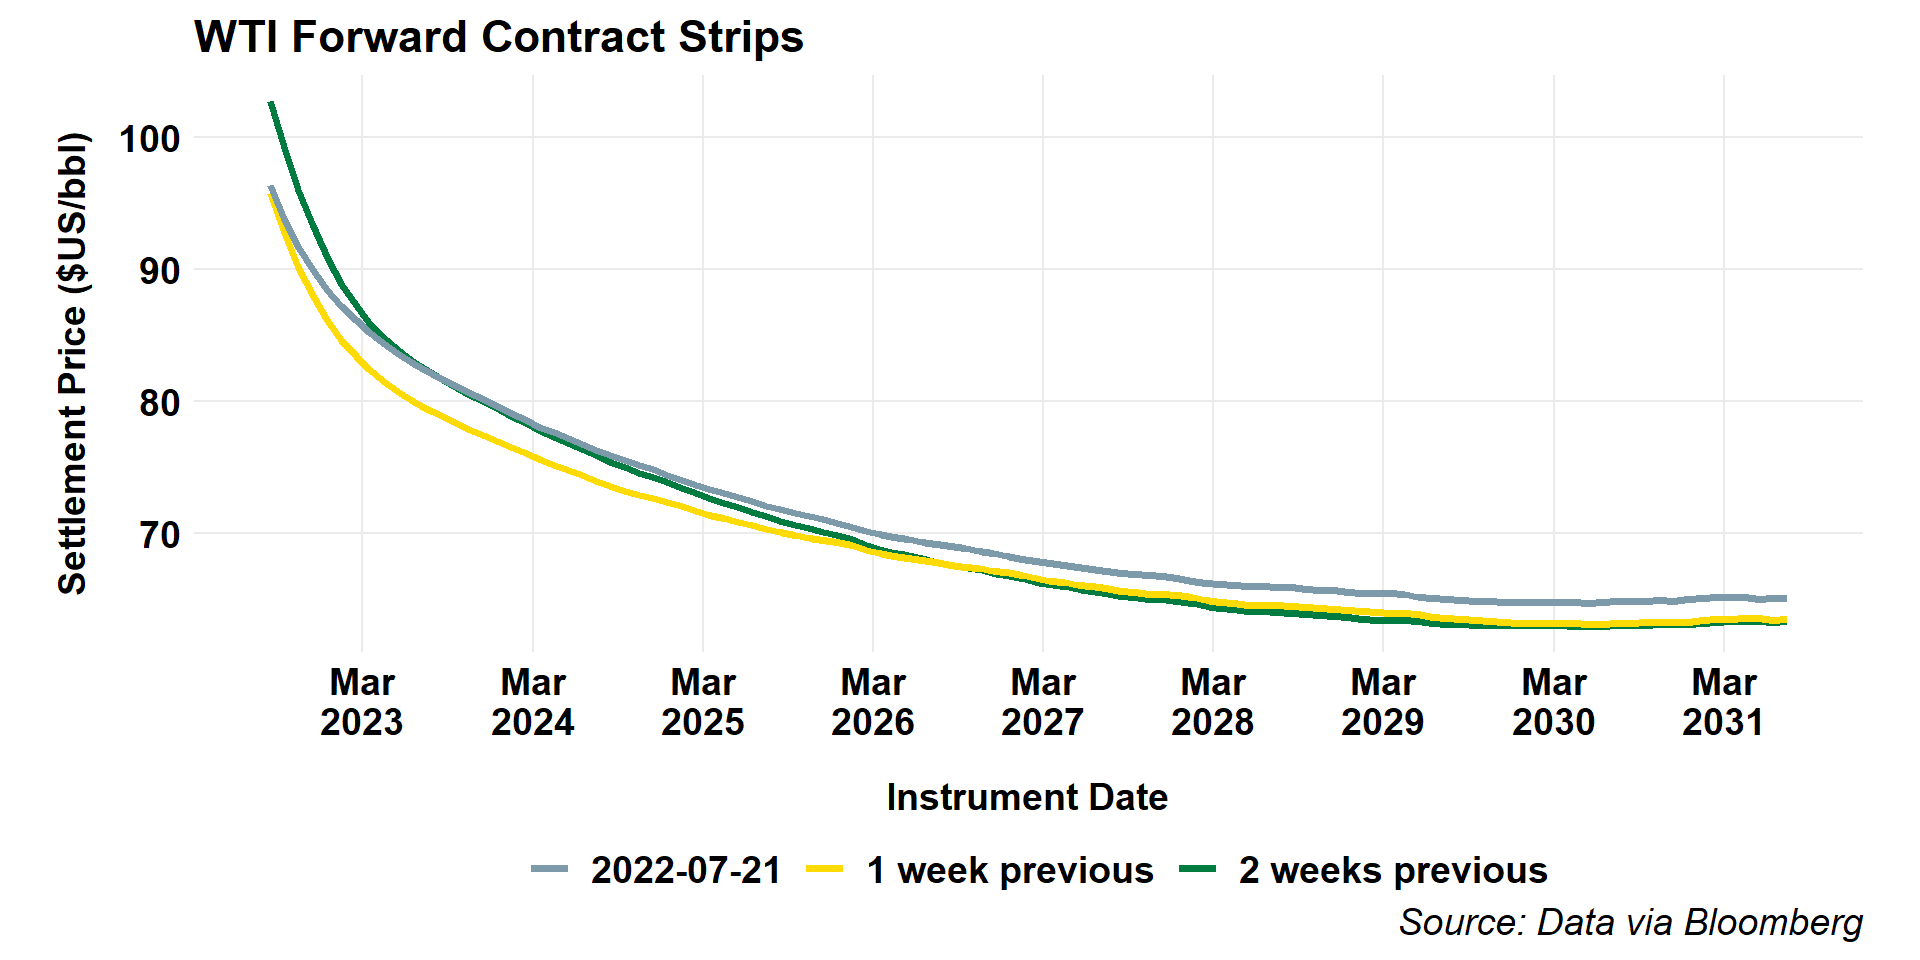 WTI Forward Contract Strips
Settlement Price ($US/bbl)
100
90
80
70
Mar 2023
Mar 2024
Mar 2025
Mar 2026
Mar 2027
Mar 2028
Mar 2029
Mar 2030
Mar 2031
Instrument Date
2022-07-21 1 week previous 2 weeks previous
Source: Data via Bloomberg